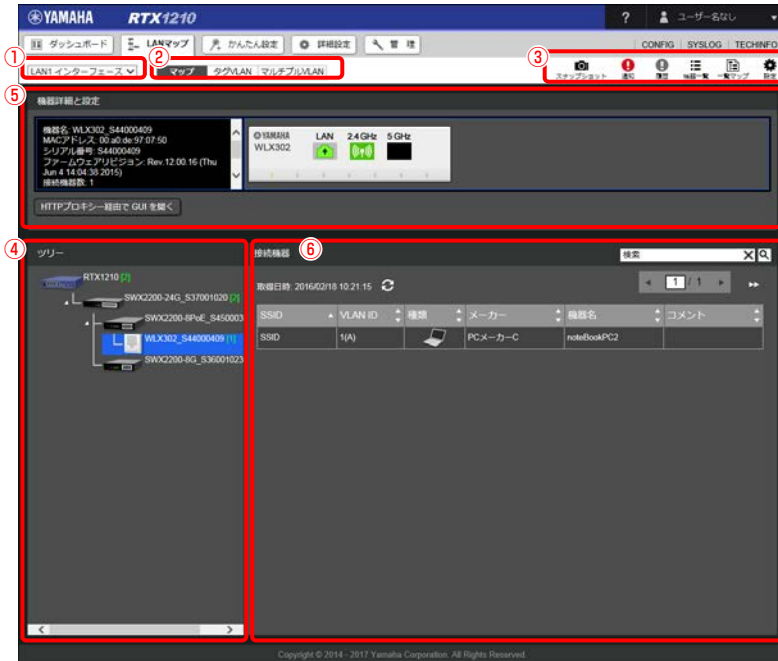 YAMAHA RTX1210 ? ユーザー名なし
ダッシュボード LANマップ かんたん設定 詳細設定 管 理 CONFIG SYSLOG TECHINFO
① ② ③
LAN1 インターフェース マップ タグVLAN マルチプルVLAN スナップショット 通知 履歴 機器一覧 一覧マップ 設定
⑤
機器詳細と設定
機器名: WLX302_S44000409
MACアドレス: 00:a0:de:97:07:50
シリアル番号: S44000409
ファームウェアリビジョン: Rev.12.00.16 (Thu
Jun 4 14:04:38 2015)
接続機器数: 1
YAMAHA LAN 2.4 GHz 5 GHz
WLX302
HTTPプロキシー経由で GUI を開く
④ ツリー
RTX1210 [2]
SWX2200-24G_S37001020 [2]
SWX2200-8PoE_S450003
WLX302_S44000409 [1]
SWX2200-8G_S36001023
⑥ 接続機器 検索
1 / 1
取得日時: 2016/02/18 10:21:15
SSID VLAN ID 種類 メーカー 機器名 コメント
SSID 1(A) PCメーカーC noteBookPC2
Copyright © 2014 - 2017 Yamaha Corporation. All Rights Reserved.